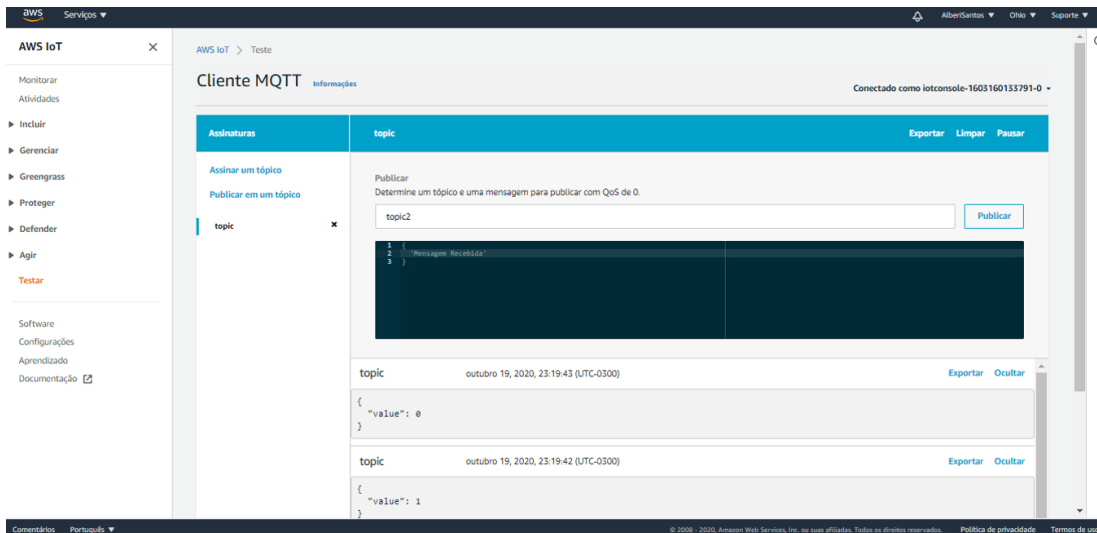 aws Serviços ▼ AlberiSantos ▼ Ohio ▼ Suporte ▼
AWS IoT ×
Monitorar
Atividades
Incluir
Gerenciar
Greengrass
Proteger
Defender
Agir
Testar
Software
Configurações
Aprendizado
Documentação
AWS IoT > Teste
Cliente MQTT Informações
Conectado como iotconsole-1603160133791-0
Assinaturas
Assinar um tópico
Publicar em um tópico
topic ×
topic Exportar Limpar Pausar
Publicar
Determine um tópico e uma mensagem para publicar com QoS de 0.
topic2 Publicar
1 {
2 'Mensagem Recebida'
3 }
topic outubro 19, 2020, 23:19:43 (UTC-0300) Exportar Ocultar
{
"value": 0
}
topic outubro 19, 2020, 23:19:42 (UTC-0300) Exportar Ocultar
{
"value": 1
}
Comentários Português ▼ © 2008 - 2020, Amazon Web Services, Inc. ou suas afiliadas. Todos os direitos reservados. Política de privacidade Termos de uso